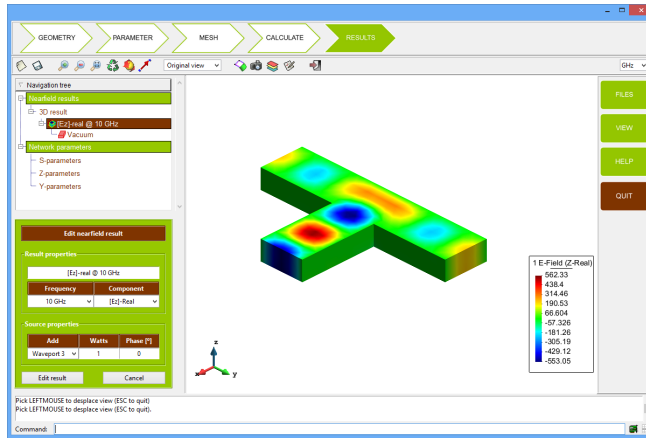 GEOMETRY
PARAMETER
MESH
CALCULATE
RESULTS
Original view
GHz
Navigation tree
Nearfield results
3D result
[Ez]-real @ 10 GHz
Vacuum
Network parameters
S-parameters
Z-parameters
Y-parameters
FILES
VIEW
HELP
QUIT
Edit nearfield result
Result properties
[Ez]-real @ 10 GHz
Frequency Component
10 GHz [Ez]-Real
Source properties
Add Watts Phase [º]
Waveport 3 1 0
Edit result Cancel
1 E-Field (Z-Real)
562.33
438.4
314.46
190.53
66.604
-57.326
-181.26
-305.19
-429.12
-553.05
z
x y
Pick LEFTMOUSE to desplace view (ESC to quit)
Pick LEFTMOUSE to desplace view (ESC to quit).
Command: